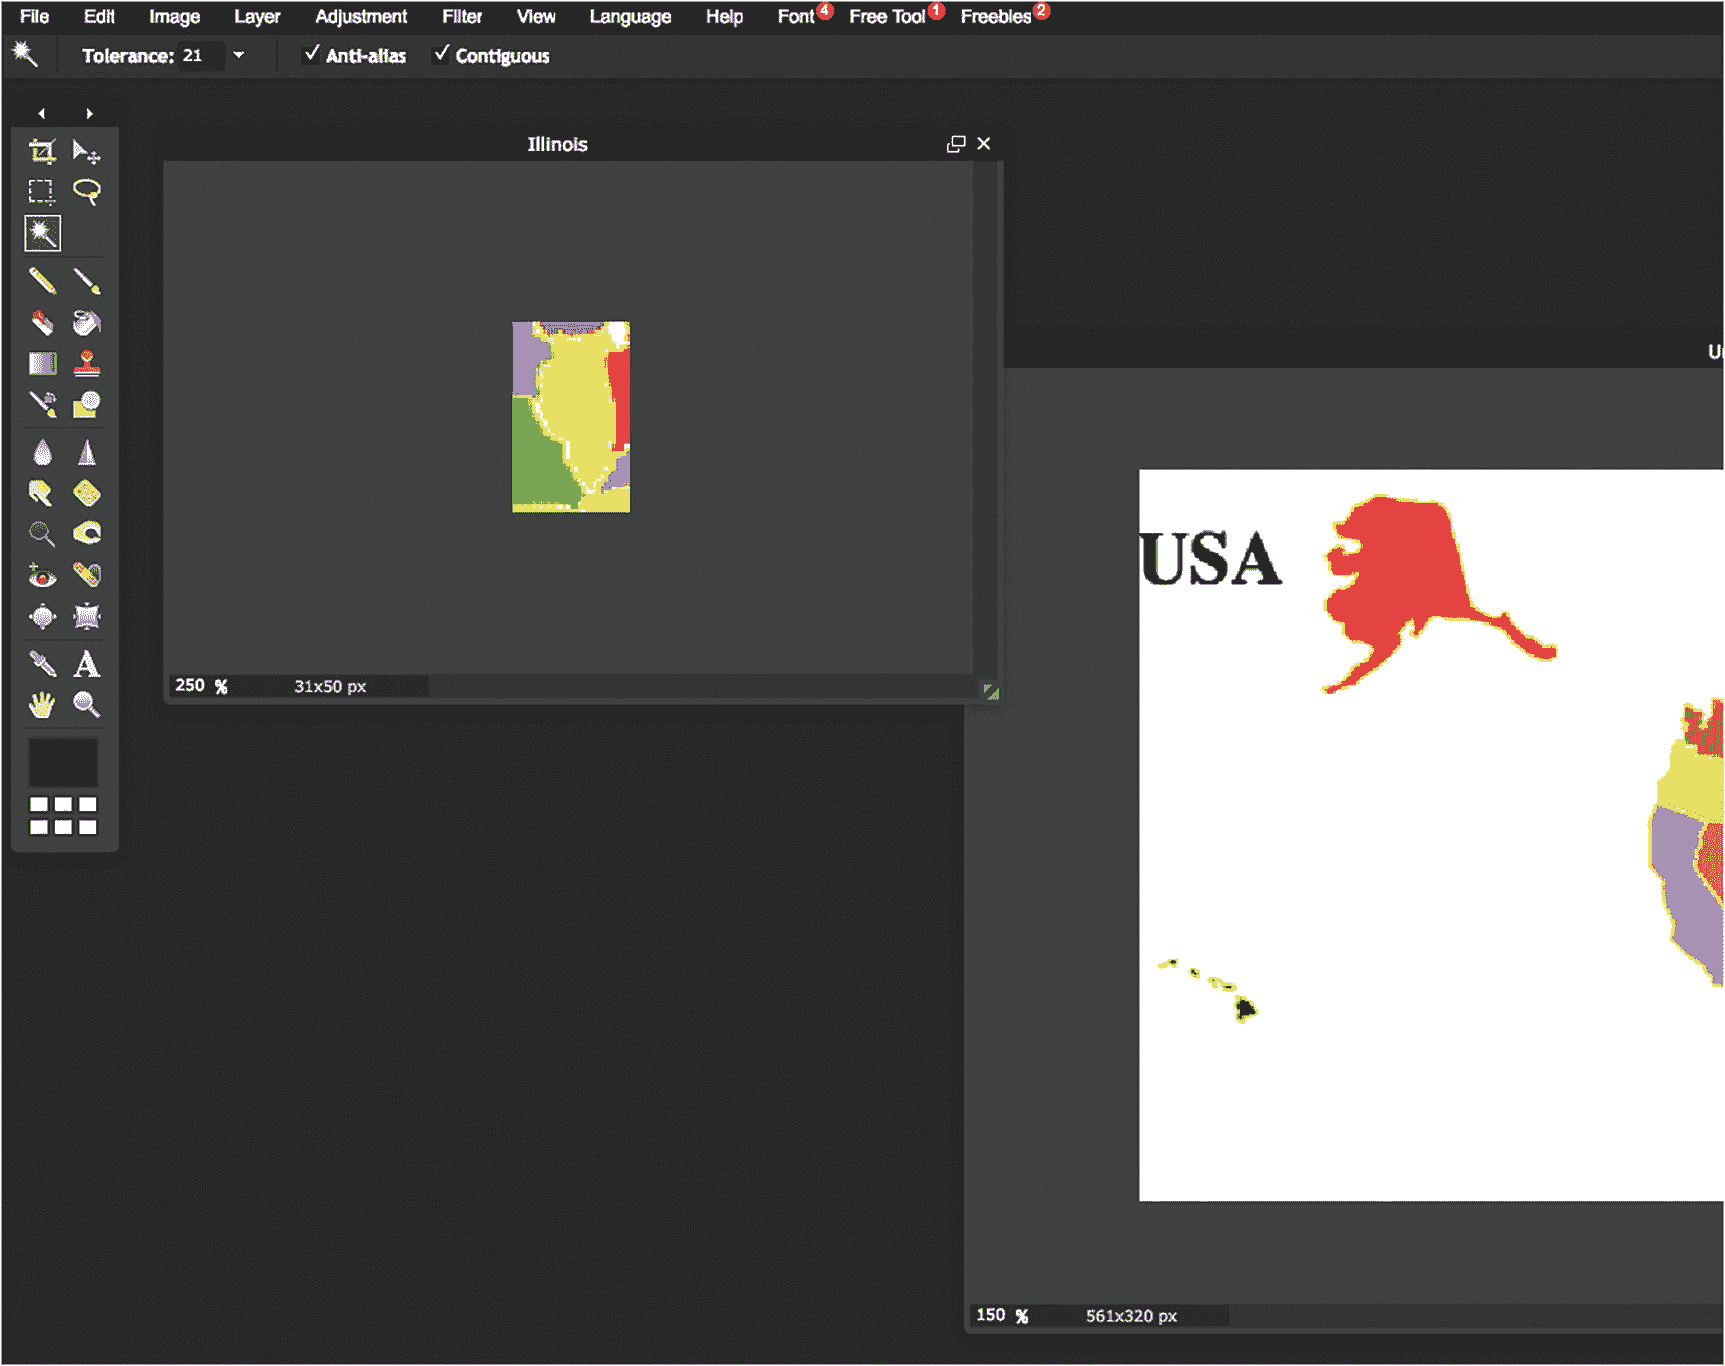 File Edit Image Layer Adjustment Filter View Language Help Font 4 Free Tool 1 Freebies 2
Tolerance: 21 Anti-alias Contiguous
Illinois
250 % 31x50 px
USA
150 % 561x320 px